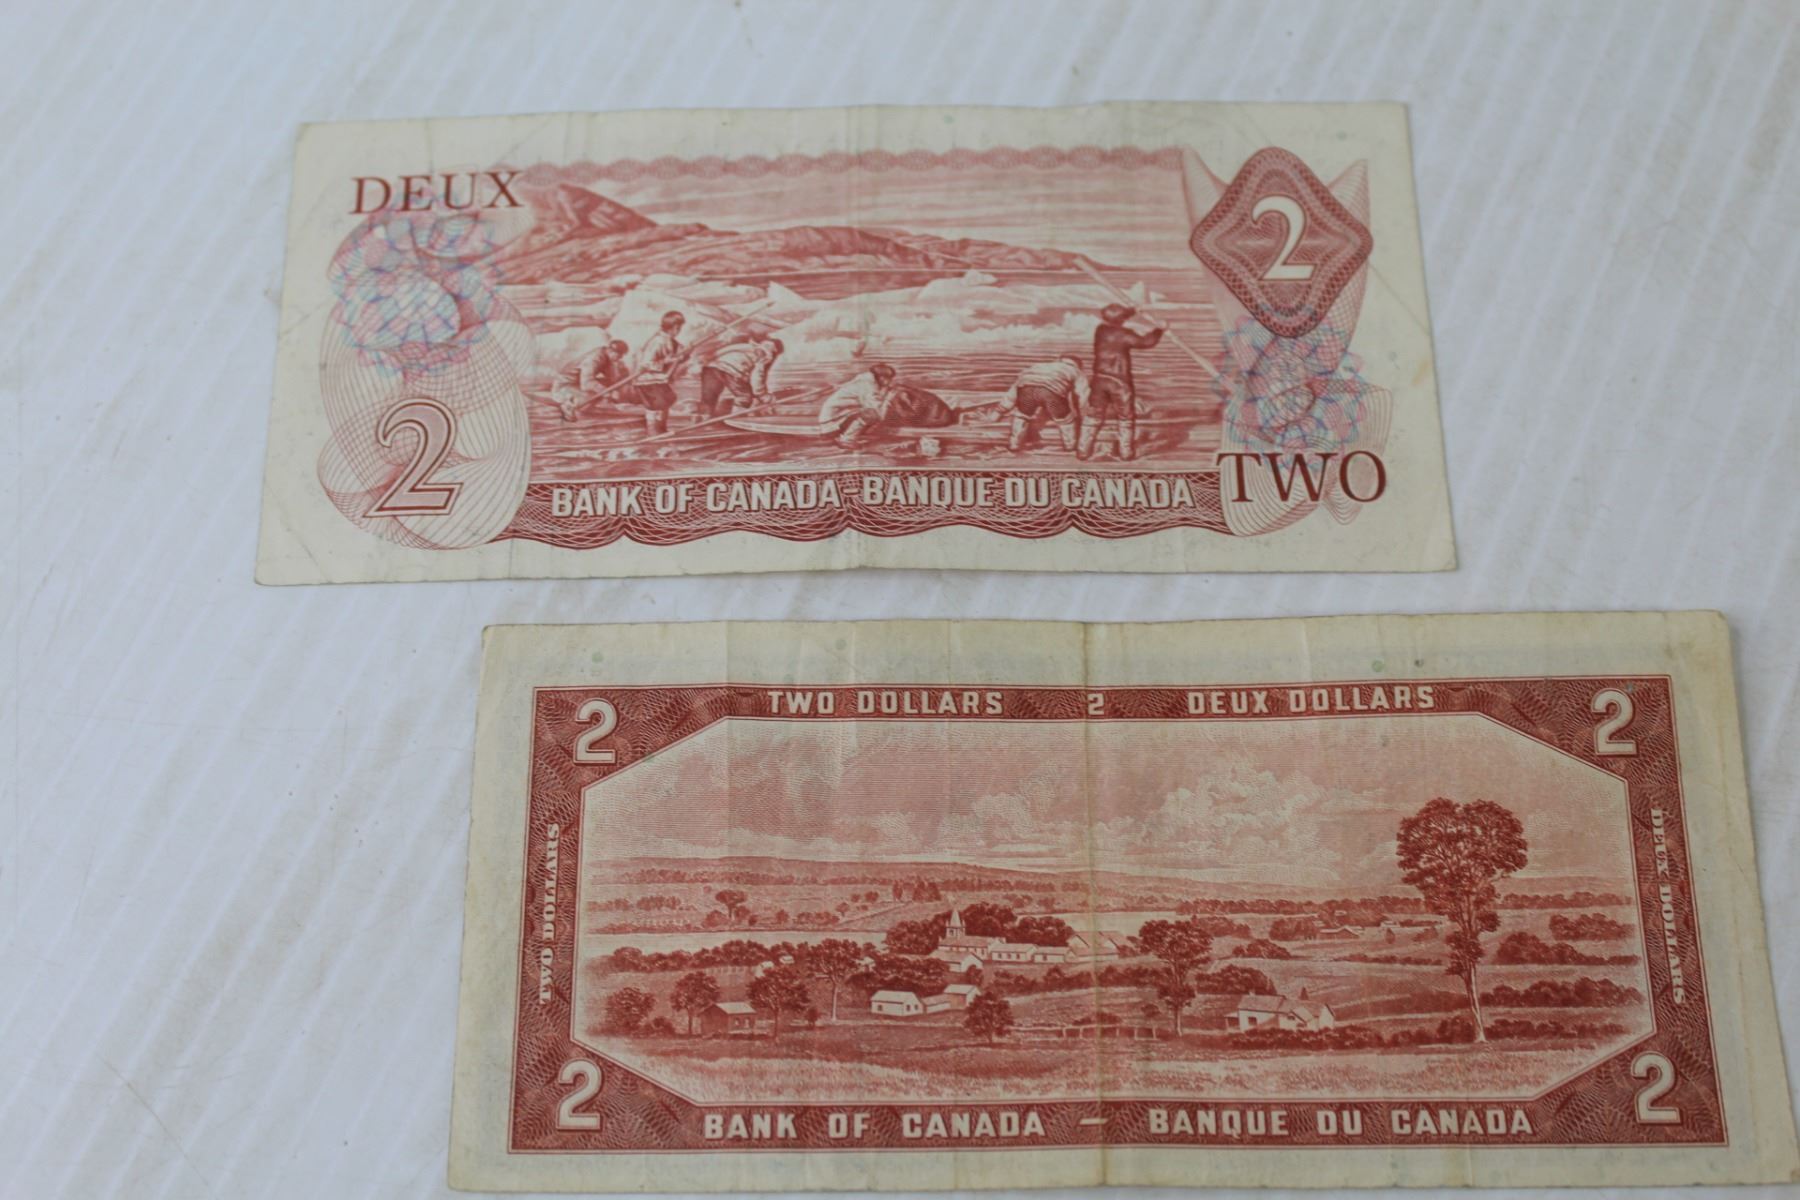 DEUX
2
2
BANK OF CANADA-BANQUE DU CANADA
TWO
2 TWO DOLLARS 2 DEUX DOLLARS 2
TWO DOLLARS
DEUX DOLLARS
2 2
BANK OF CANADA - BANQUE DU CANADA